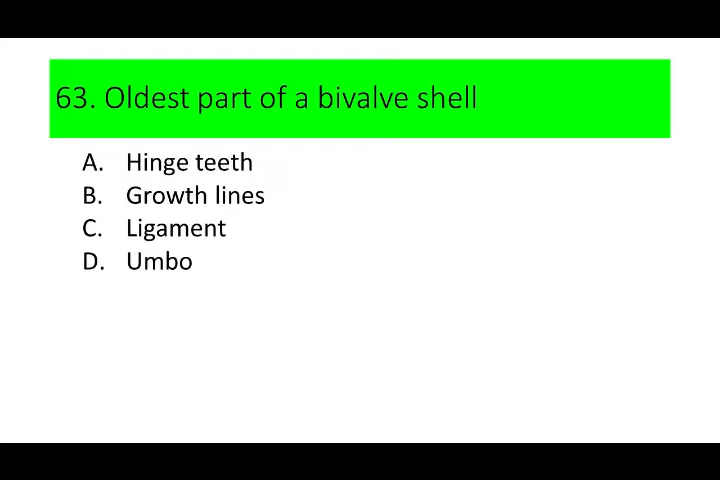 63. Oldest part of a bivalve shell
A. Hinge teeth
B. Growth lines
C. Ligament
D. Umbo